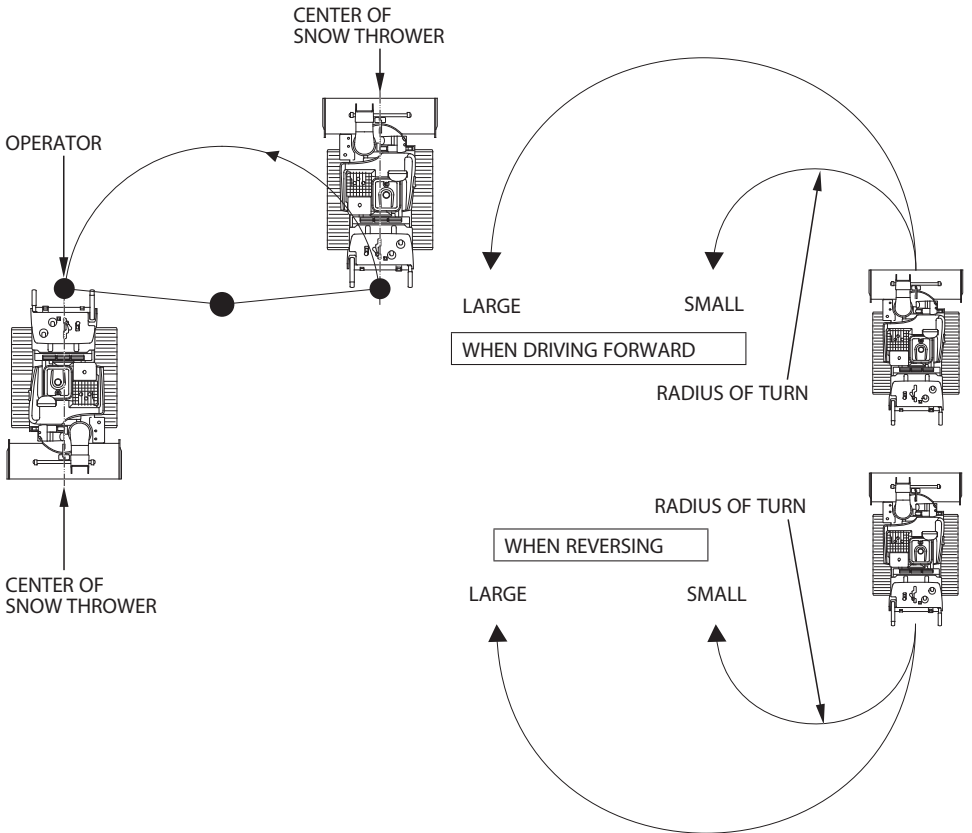 CENTER OF
SNOW THROWER
OPERATOR
LARGE
SMALL
WHEN DRIVING FORWARD
RADIUS OF TURN
RADIUS OF TURN
WHEN REVERSING
CENTER OF
SNOW THROWER
LARGE
SMALL